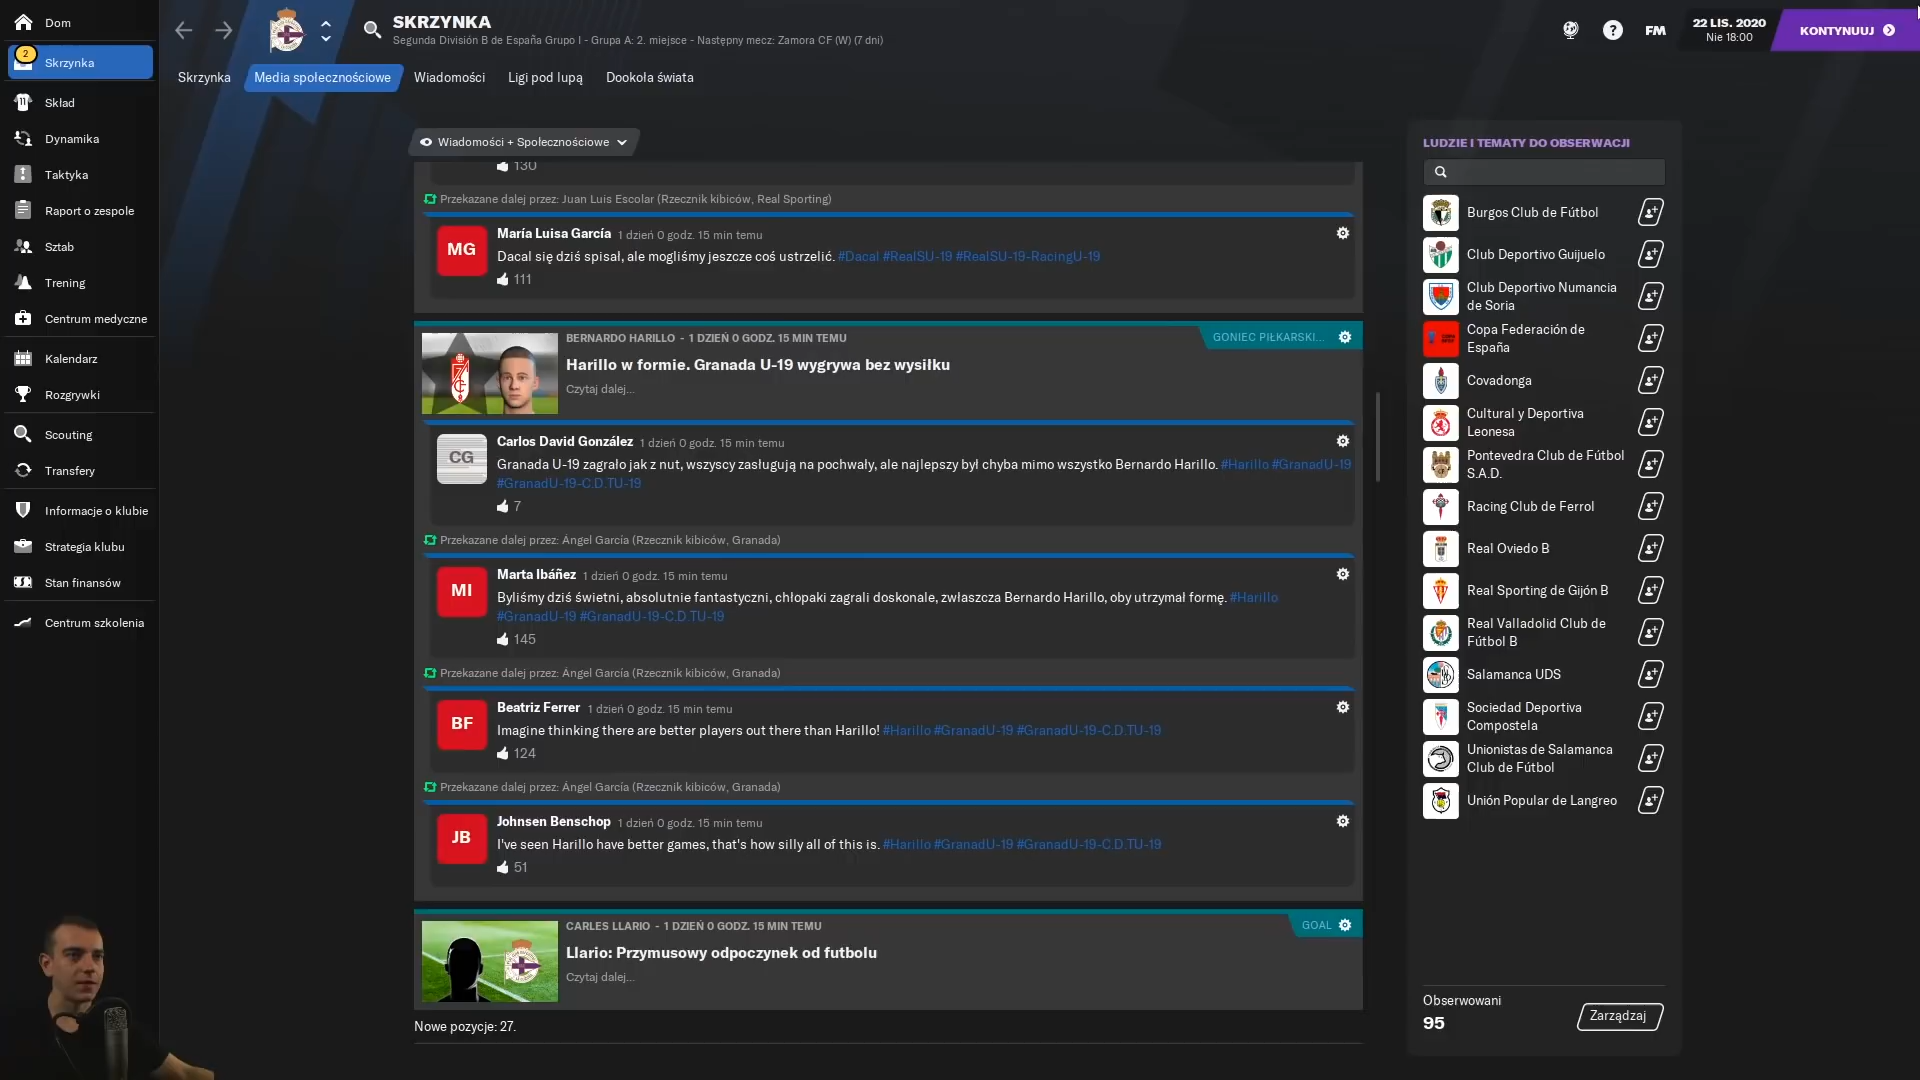 SKRZYNKA
Segunda División B de España Grupo I - Grupa A: 2. miejsce - Następny mecz: Zamora CF (W) (7 dni)
22 LIS. 2020
Nie 18:00
FM
KONTYNUUJ
Dom
2
Skrzynka
Skład
Dynamika
Taktyka
Raport o zespole
Sztab
Trening
Centrum medyczne
Kalendarz
Rozgrywki
Scouting
Transfery
Informacje o klubie
Strategia klubu
Stan finansów
Centrum szkolenia
Skrzynka
Media społecznościowe
Wiadomości
Ligi pod lupą
Dookoła świata
Wiadomości + Społecznościowe
130
Przekazane dalej przez: Juan Luis Escolar (Rzecznik kibiców, Real Sporting)
MG
María Luisa García 1 dzień 0 godz. 15 min temu
Dacal się dziś spisał, ale mogliśmy jeszcze coś ustrzelić. #Dacal #RealSU-19 #RealSU-19-RacingU-19
111
BERNARDO HARILLO - 1 DZIEŃ 0 GODZ. 15 MIN TEMU
GONIEC PIŁKARSKI...
Harillo w formie. Granada U-19 wygrywa bez wysiłku
Czytaj dalej...
CG
Carlos David González 1 dzień 0 godz. 15 min temu
Granada U-19 zagrało jak z nut, wszyscy zasługują na pochwały, ale najlepszy był chyba mimo wszystko Bernardo Harillo. #Harillo #GranadU-19
#GranadU-19-C.D.TU-19
7
Przekazane dalej przez: Ángel García (Rzecznik kibiców, Granada)
MI
Marta Ibáñez 1 dzień 0 godz. 15 min temu
Byliśmy dziś świetni, absolutnie fantastyczni, chłopaki zagrali doskonale, zwłaszcza Bernardo Harillo, oby utrzymał formę. #Harillo
#GranadU-19 #GranadU-19-C.D.TU-19
145
Przekazane dalej przez: Ángel García (Rzecznik kibiców, Granada)
BF
Beatriz Ferrer 1 dzień 0 godz. 15 min temu
Imagine thinking there are better players out there than Harillo! #Harillo #GranadU-19 #GranadU-19-C.D.TU-19
124
Przekazane dalej przez: Ángel García (Rzecznik kibiców, Granada)
JB
Johnsen Benschop 1 dzień 0 godz. 15 min temu
I've seen Harillo have better games, that's how silly all of this is. #Harillo #GranadU-19 #GranadU-19-C.D.TU-19
51
CARLES LLARIO - 1 DZIEŃ 0 GODZ. 15 MIN TEMU
GOAL
Llario: Przymusowy odpoczynek od futbolu
Czytaj dalej...
Nowe pozycje: 27.
LUDZIE I TEMATY DO OBSERWACJI
Burgos Club de Fútbol
Club Deportivo Guijuelo
Club Deportivo Numancia
de Soria
Copa Federación de
España
Covadonga
Cultural y Deportiva
Leonesa
Pontevedra Club de Fútbol
S.A.D.
Racing Club de Ferrol
Real Oviedo B
Real Sporting de Gijón B
Real Valladolid Club de
Fútbol B
Salamanca UDS
Sociedad Deportiva
Compostela
Unionistas de Salamanca
Club de Fútbol
Unión Popular de Langreo
Obserwowani
95
Zarządzaj